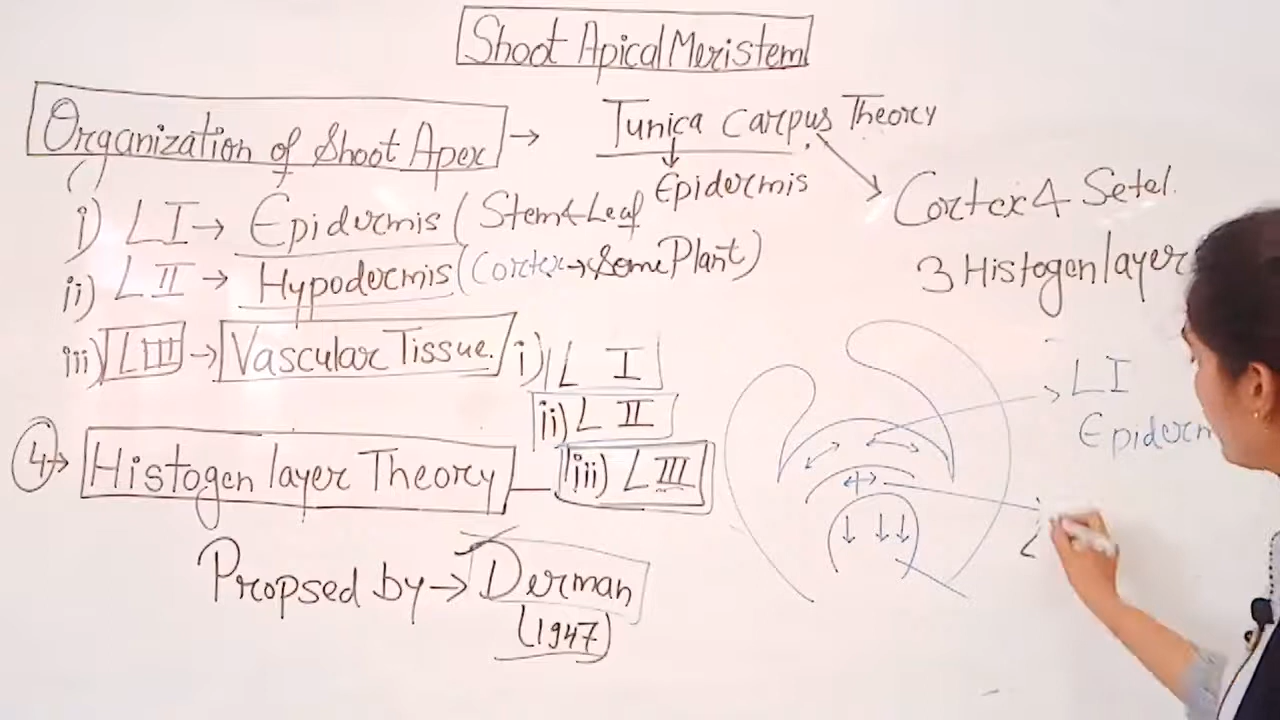 Shoot Apical Meristem
Organization of Shoot Apex →
Tunica Carpus Theory
Epidermis
Cortex & Setel.
3 Histogen layer
i) L I → Epidermis (Stem & Leaf
ii) L II → Hypodermis (Cortex → Some Plant)
iii) L III → Vascular Tissue.
i) L I
ii) L II
4 → Histogen layer Theory
iii) L III
Propsed by → Derman
(1947)
L I
Epiderm
L